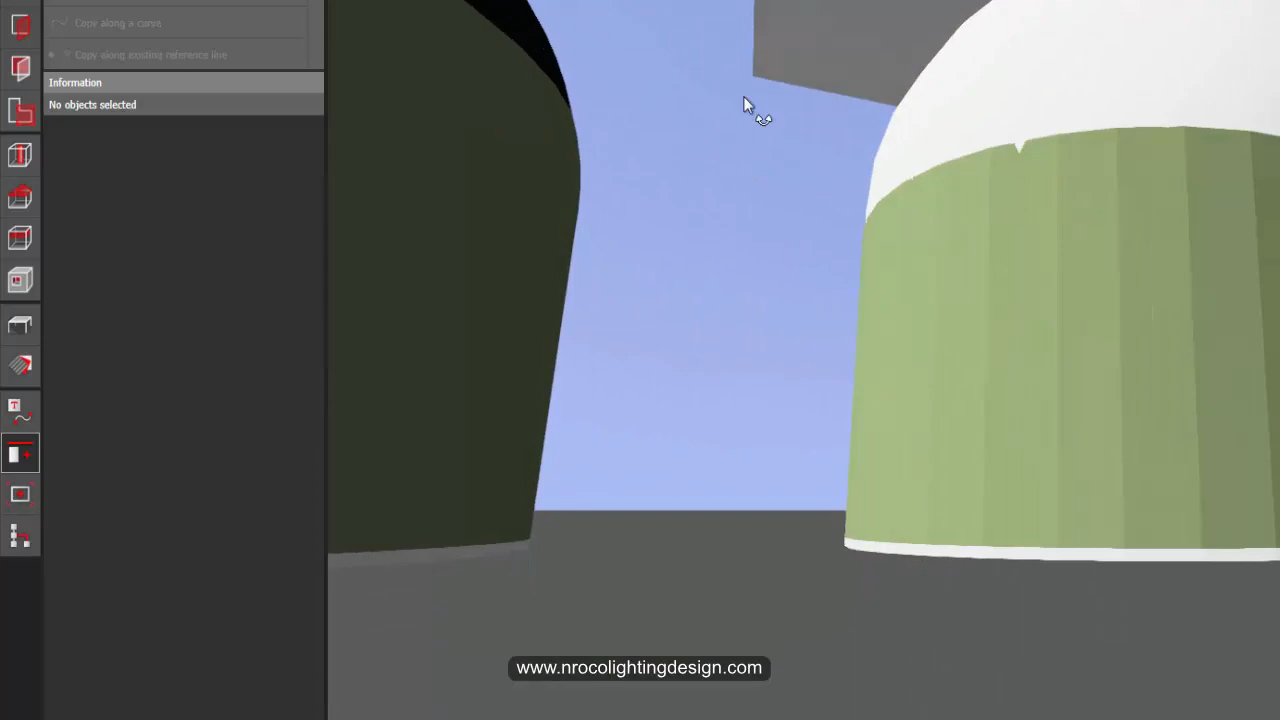 Copy along a curve
Copy along existing reference line
Information
No objects selected
T
www.nrocolightingdesign.com